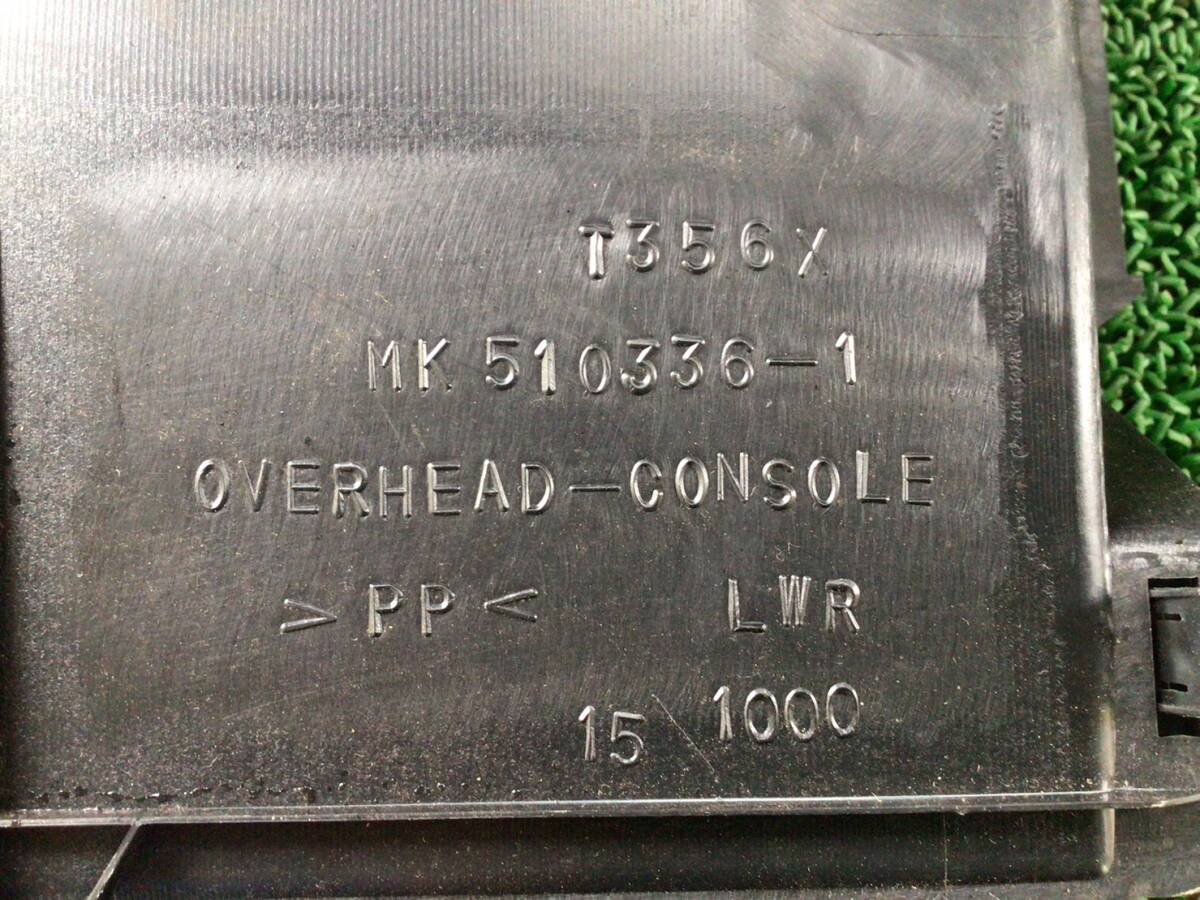 T356X
MK510336-1
OVERHEAD-CONSOLE
>PP< LWR
15 1000